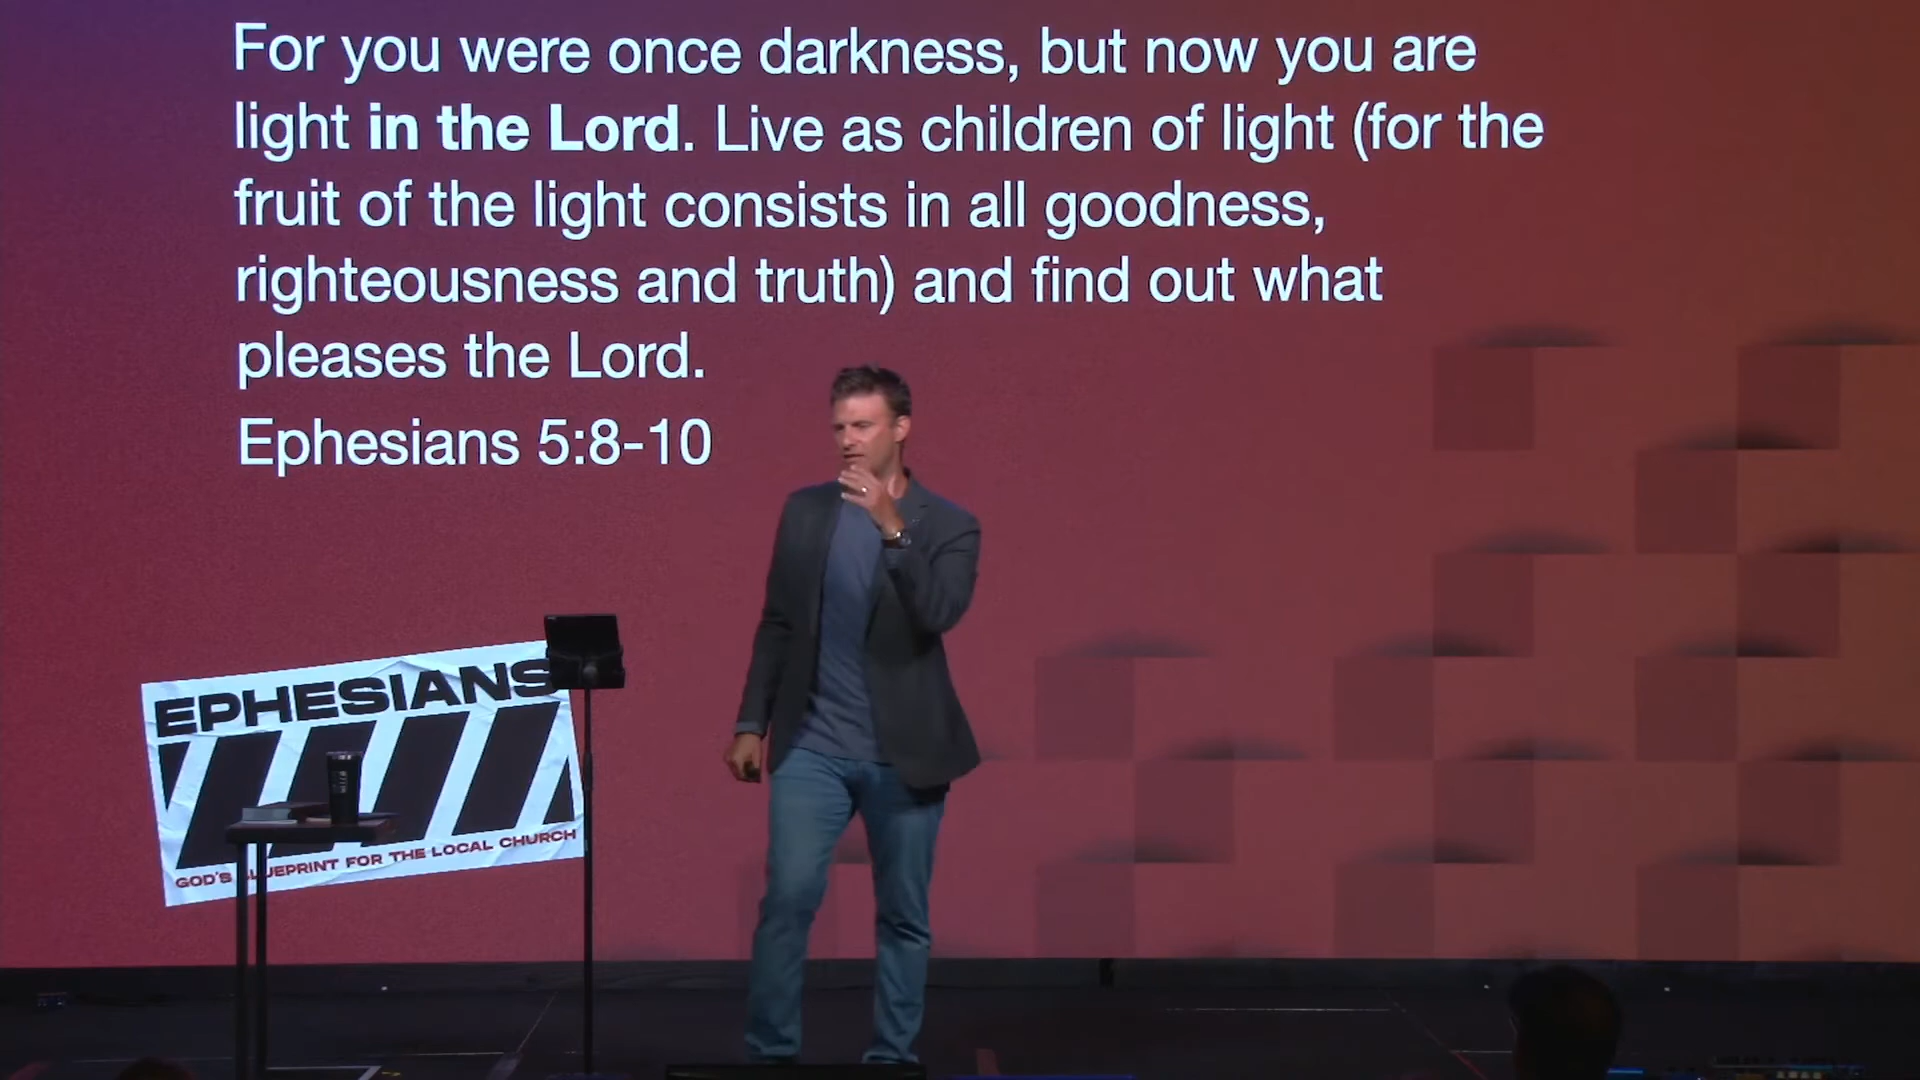 For you were once darkness, but now you are
light in the Lord. Live as children of light (for the
fruit of the light consists in all goodness,
righteousness and truth) and find out what
pleases the Lord.
Ephesians 5:8-10
EPHESIANS
GOD'S BLUEPRINT FOR THE LOCAL CHURCH